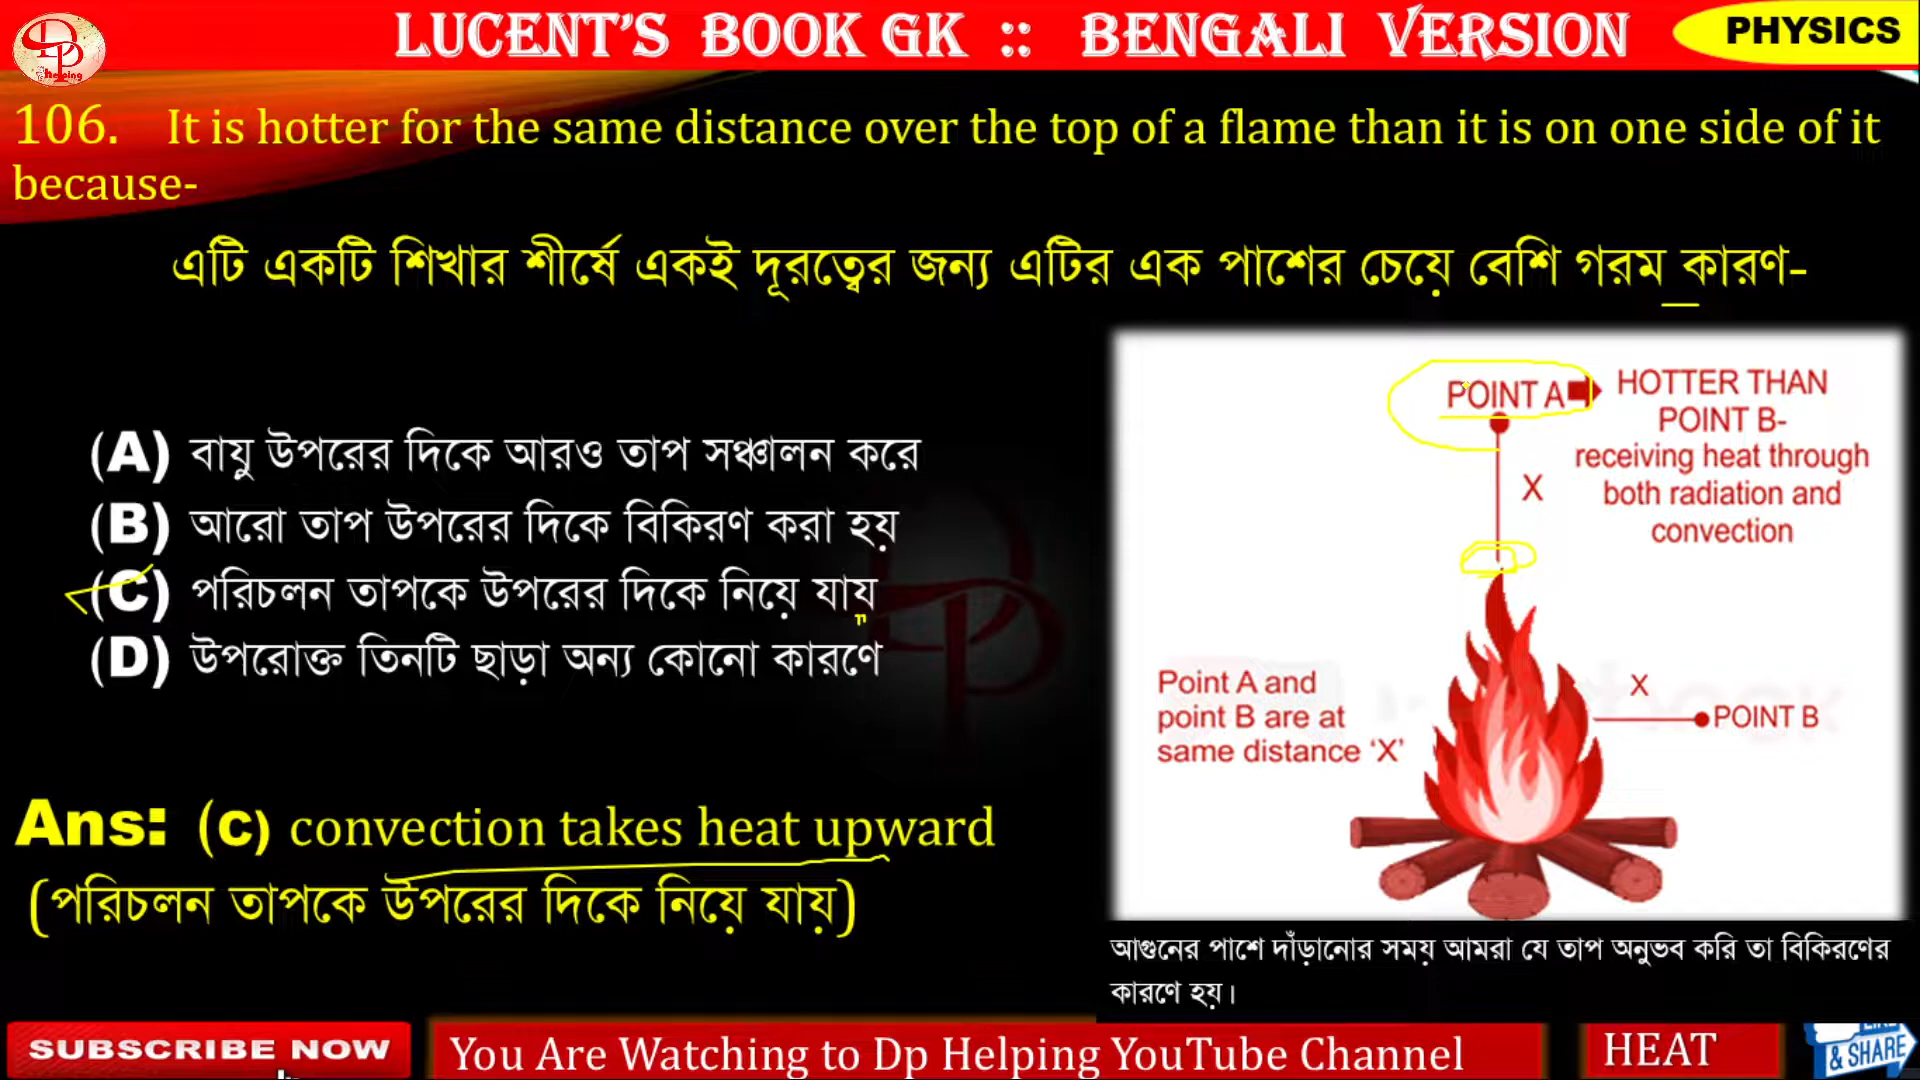 LUCENT'S BOOK GK :: BENGALI VERSION
PHYSICS
helping
106. It is hotter for the same distance over the top of a flame than it is on one side of it
because-
এটি একটি শিখার শীর্ষে একই দূরত্বের জন্য এটির এক পাশের চেয়ে বেশি গরম কারণ-
(A) বায়ু উপরের দিকে আরও তাপ সঞ্চালন করে
(B) আরো তাপ উপরের দিকে বিকিরণ করা হয়
(C) পরিচলন তাপকে উপরের দিকে নিয়ে যায়
(D) উপরোক্ত তিনটি ছাড়া অন্য কোনো কারণে
Ans: (c) convection takes heat upward
(পরিচলন তাপকে উপরের দিকে নিয়ে যায়)
POINT A
HOTTER THAN
POINT B-
receiving heat through
both radiation and
convection
X
Point A and
point B are at
same distance ‘X’
X
POINT B
আগুনের পাশে দাঁড়ানোর সময় আমরা যে তাপ অনুভব করি তা বিকিরণের
কারণে হয়।
SUBSCRIBE NOW
You Are Watching to Dp Helping YouTube Channel
HEAT
LIKE
& SHARE